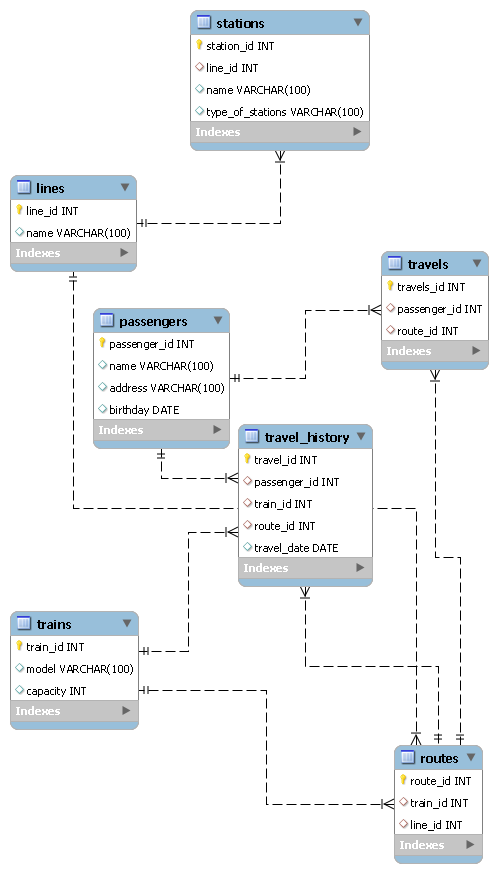 stations
station_id INT
line_id INT
name VARCHAR(100)
type_of_stations VARCHAR(100)
Indexes
lines
line_id INT
name VARCHAR(100)
Indexes
travels
travels_id INT
passenger_id INT
route_id INT
Indexes
passengers
passenger_id INT
name VARCHAR(100)
address VARCHAR(100)
birthday DATE
Indexes
travel_history
travel_id INT
passenger_id INT
train_id INT
route_id INT
travel_date DATE
Indexes
trains
train_id INT
model VARCHAR(100)
capacity INT
Indexes
routes
route_id INT
train_id INT
line_id INT
Indexes